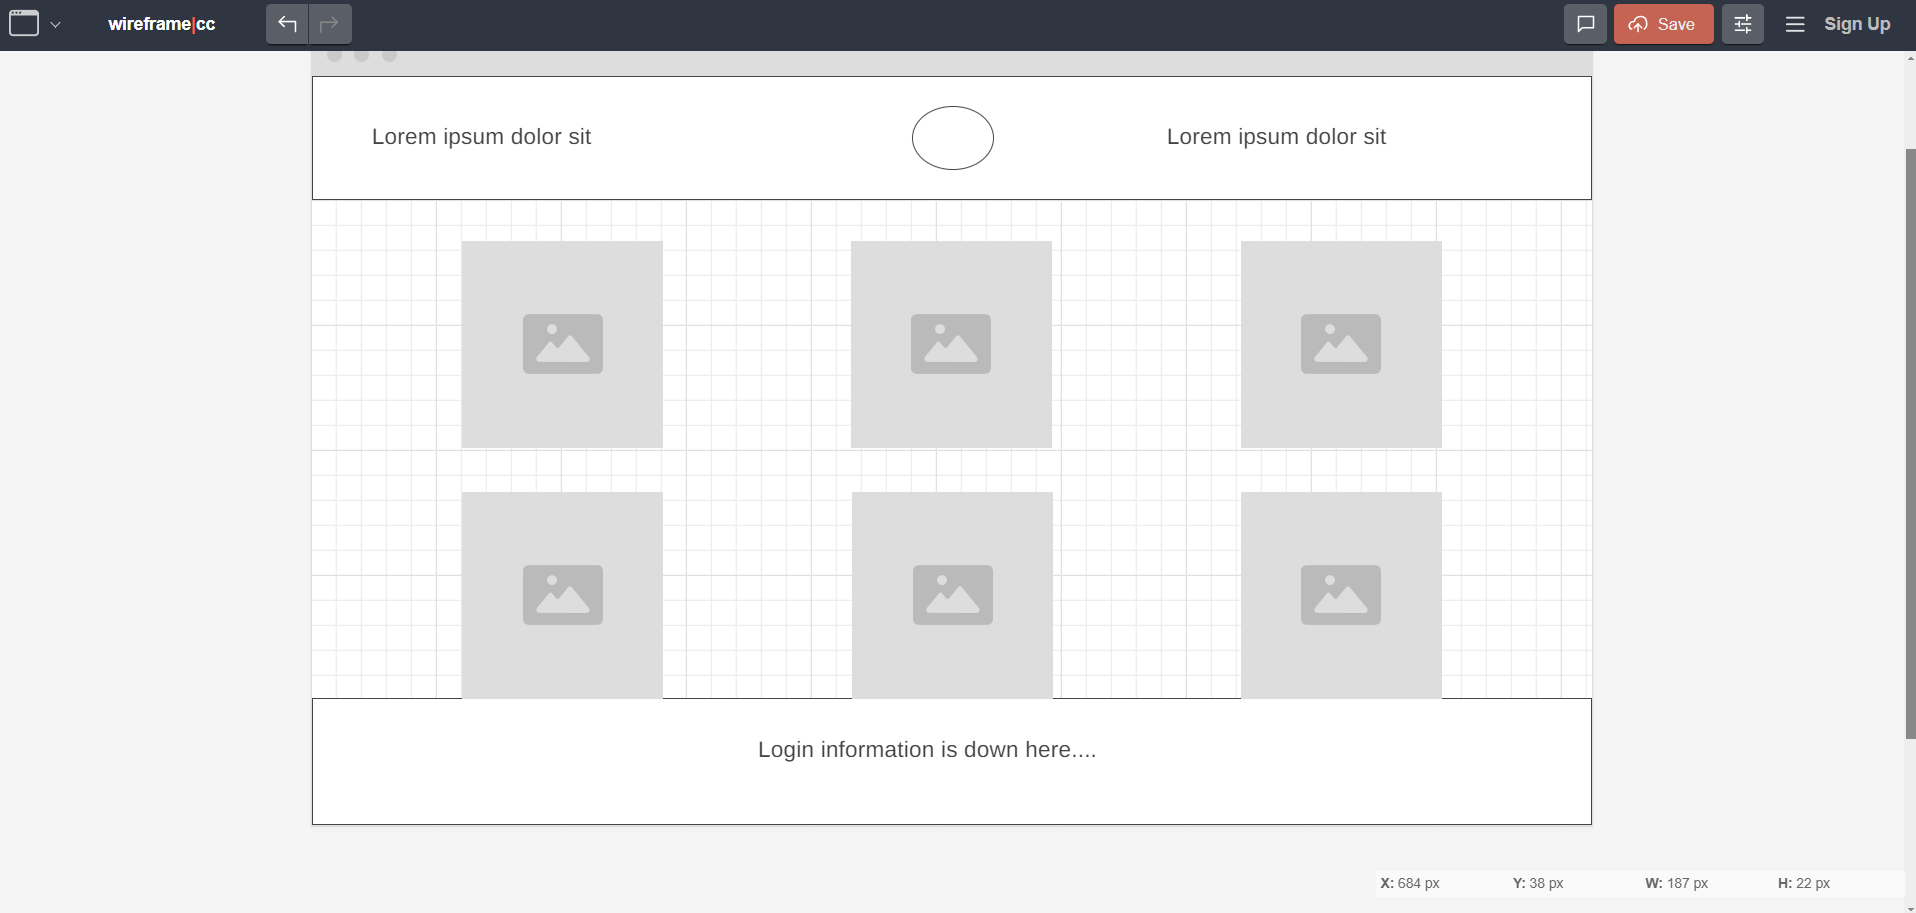 wireframe|cc
Save
Sign Up
Lorem ipsum dolor sit
Lorem ipsum dolor sit
Login information is down here....
X: 684 px Y: 38 px W: 187 px H: 22 px